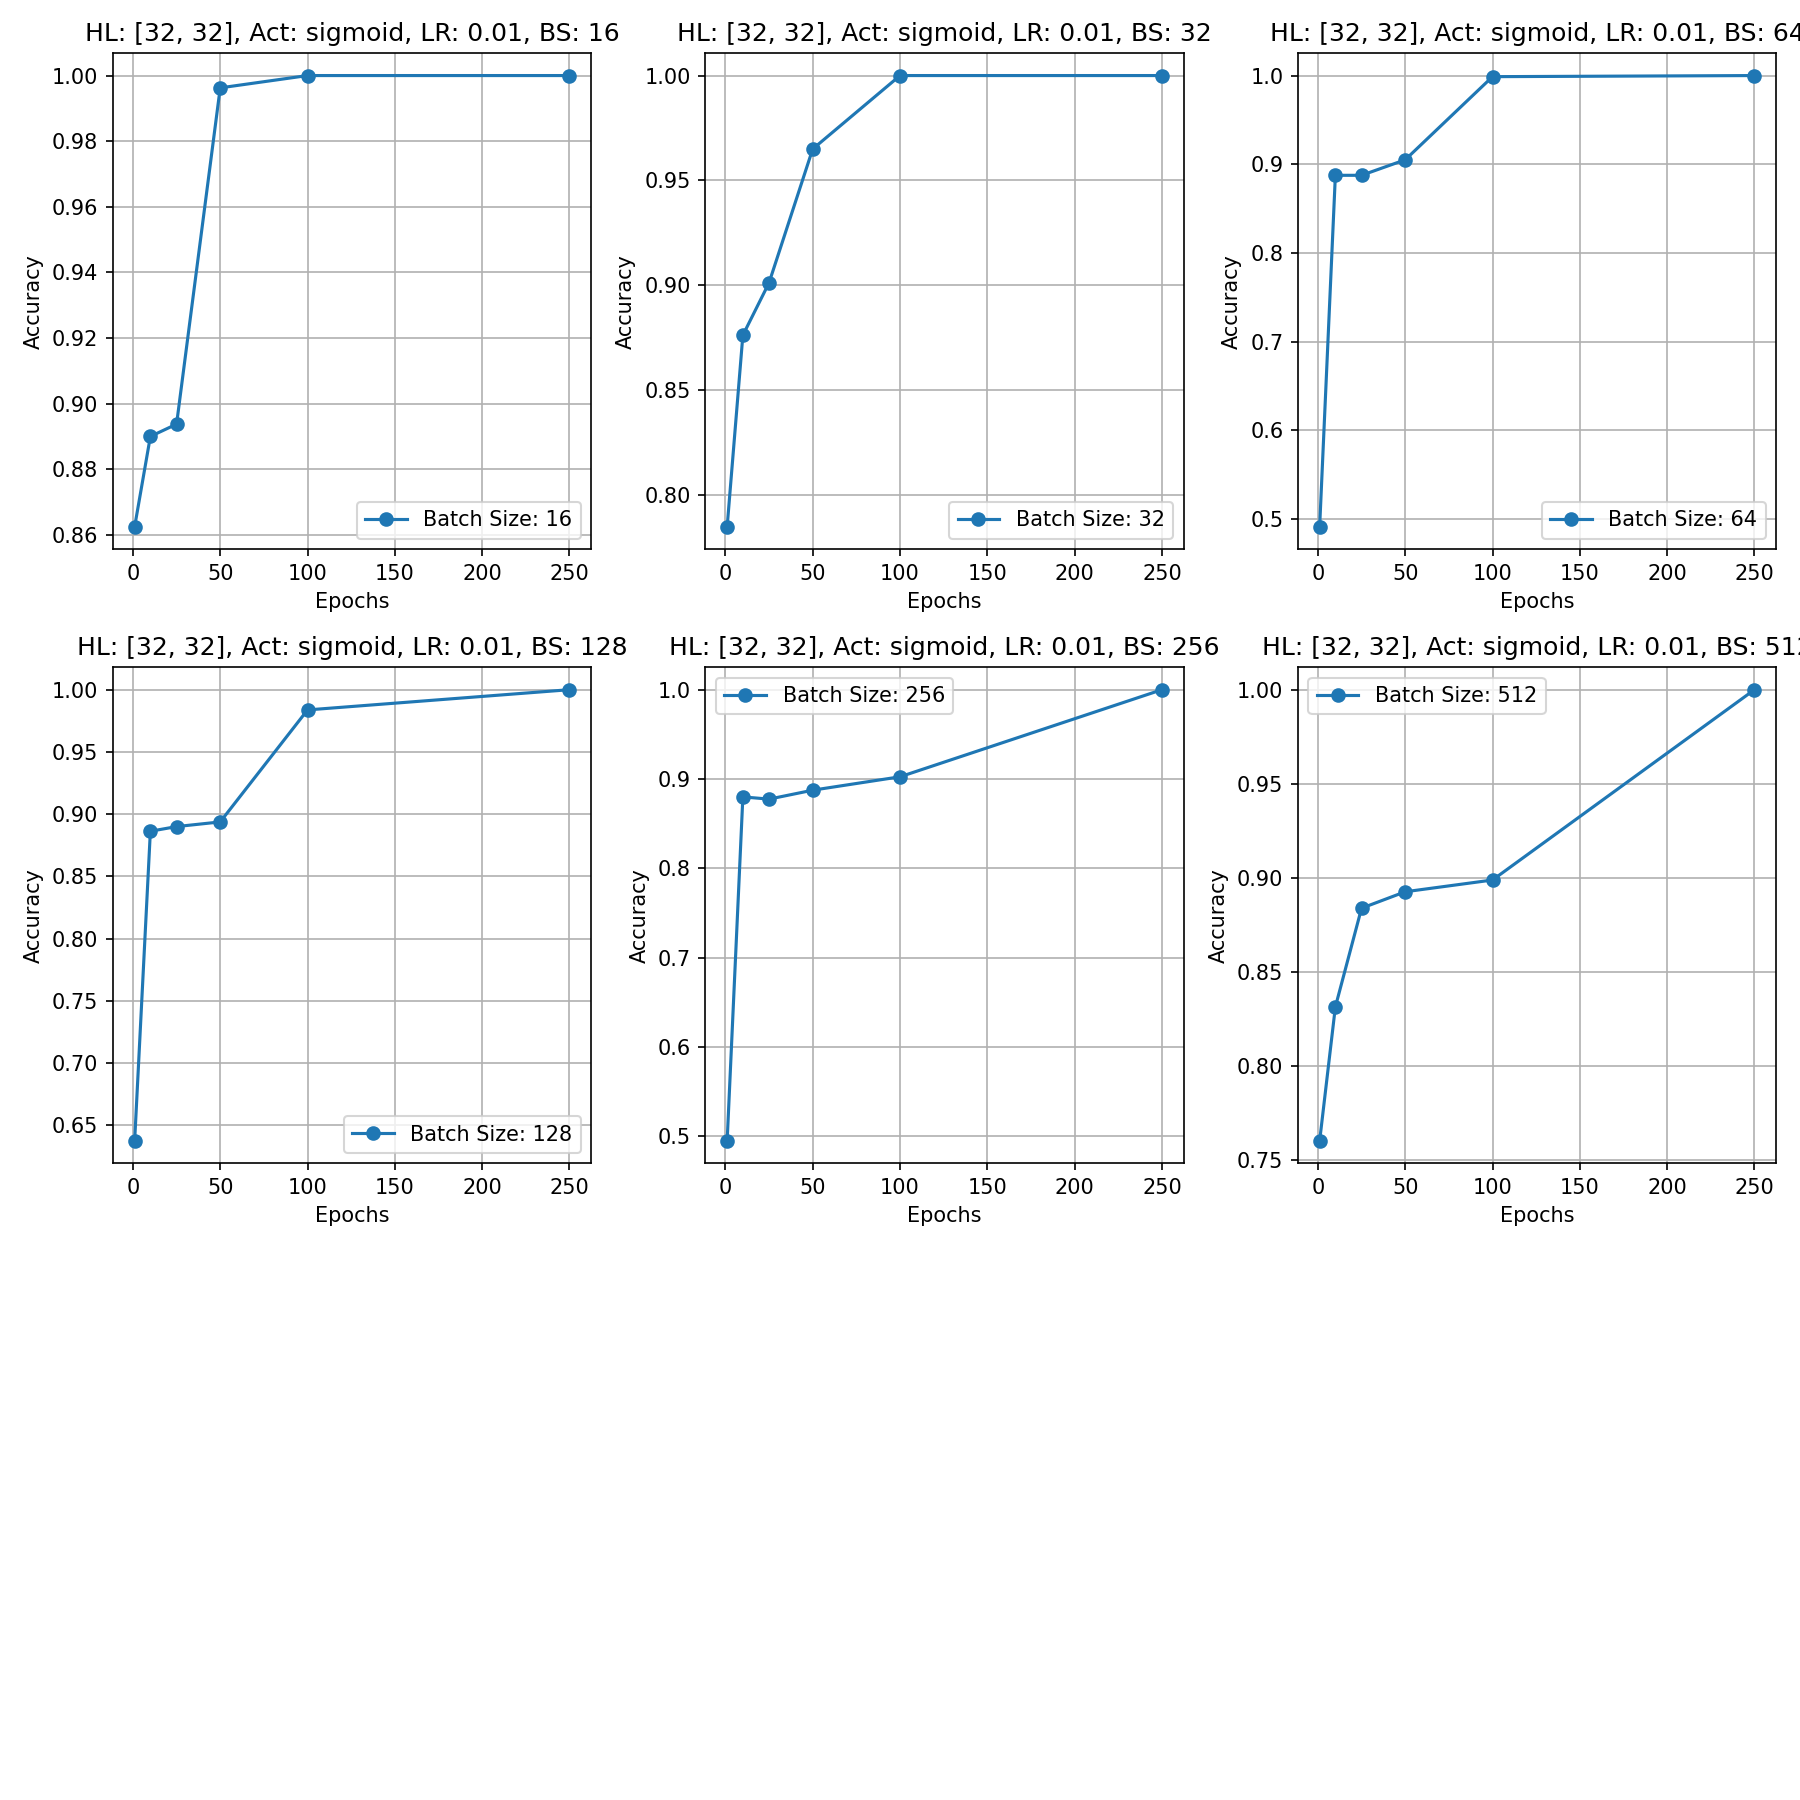 HL: [32, 32], Act: sigmoid, LR: 0.01, BS: 16
1.00
0.98
0.96
0.94
0.92
0.90
0.88
0.86
Accuracy
Batch Size: 16
0 50 100 150 200 250
Epochs
HL: [32, 32], Act: sigmoid, LR: 0.01, BS: 32
1.00
0.95
0.90
0.85
0.80
Accuracy
Batch Size: 32
0 50 100 150 200 250
Epochs
HL: [32, 32], Act: sigmoid, LR: 0.01, BS: 64
1.0
0.9
0.8
0.7
0.6
0.5
Accuracy
Batch Size: 64
0 50 100 150 200 250
Epochs
HL: [32, 32], Act: sigmoid, LR: 0.01, BS: 128
1.00
0.95
0.90
0.85
0.80
0.75
0.70
0.65
Accuracy
Batch Size: 128
0 50 100 150 200 250
Epochs
HL: [32, 32], Act: sigmoid, LR: 0.01, BS: 256
Batch Size: 256
1.0
0.9
0.8
0.7
0.6
0.5
Accuracy
0 50 100 150 200 250
Epochs
HL: [32, 32], Act: sigmoid, LR: 0.01, BS: 512
Batch Size: 512
1.00
0.95
0.90
0.85
0.80
0.75
Accuracy
0 50 100 150 200 250
Epochs